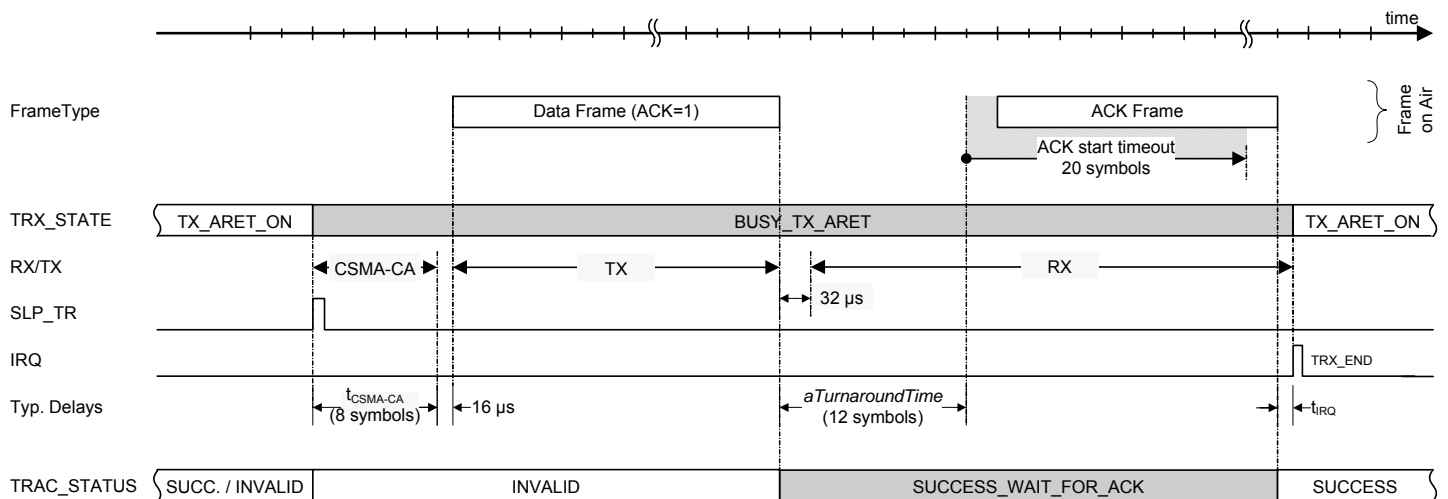 time
FrameType
Data Frame (ACK=1)
ACK Frame
Frame
on Air
ACK start timeout
20 symbols
TRX_STATE
TX_ARET_ON
BUSY_TX_ARET
TX_ARET_ON
RX/TX
CSMA-CA
TX
RX
32 µs
SLP_TR
IRQ
TRX_END
Typ. Delays
tCSMA-CA
(8 symbols)
16 µs
aTurnaroundTime
(12 symbols)
tIRQ
TRAC_STATUS
SUCC. / INVALID
INVALID
SUCCESS_WAIT_FOR_ACK
SUCCESS